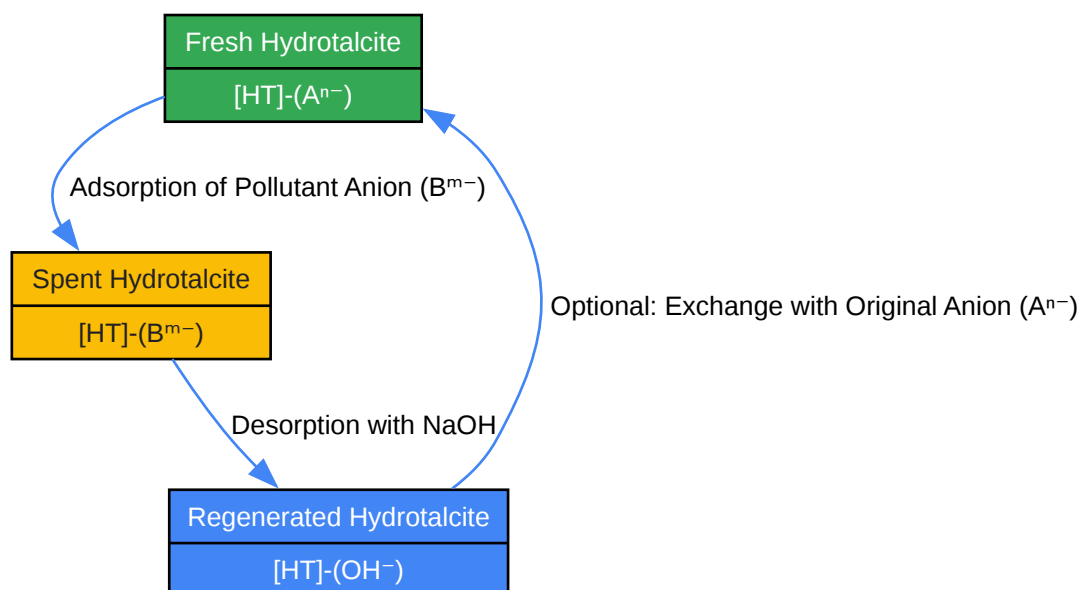 Fresh Hydrotalcite
[HT]-(Aⁿ⁻)
Adsorption of Pollutant Anion (Bᵐ⁻)
Spent Hydrotalcite
[HT]-(Bᵐ⁻)
Optional: Exchange with Original Anion (Aⁿ⁻)
Desorption with NaOH
Regenerated Hydrotalcite
[HT]-(OH⁻)